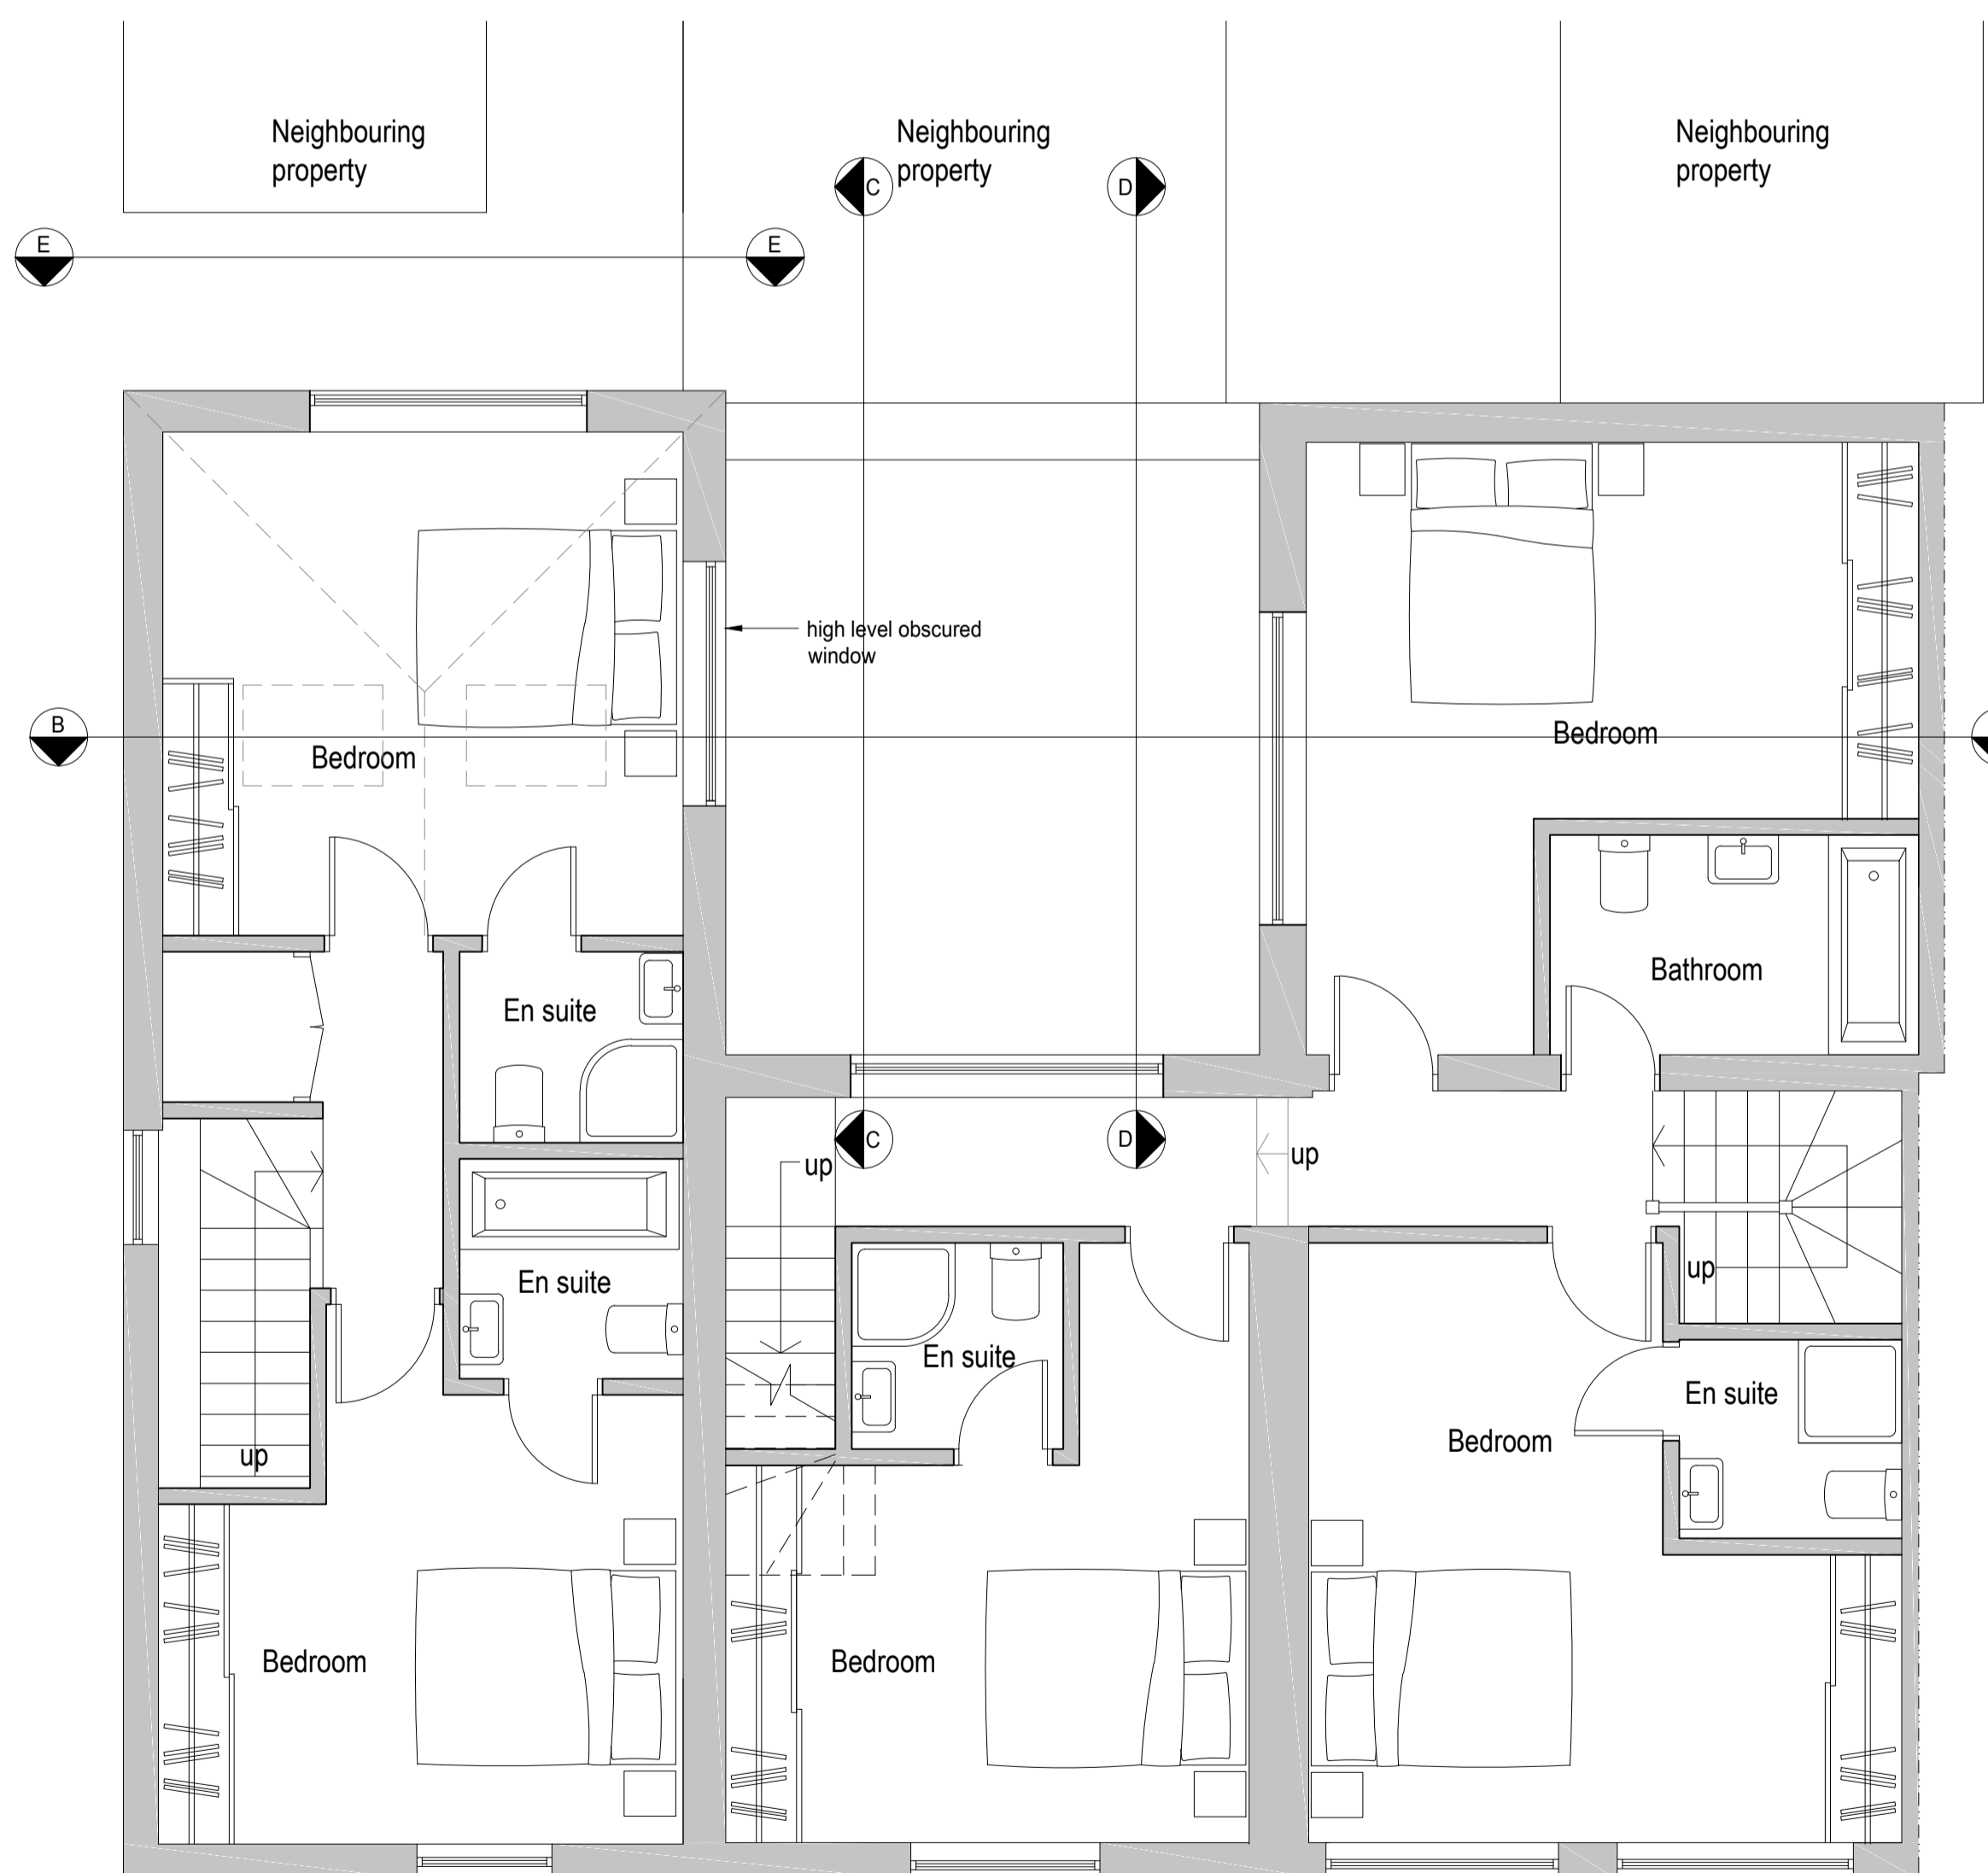 Neighbouring
property
Neighbouring
property
Neighbouring
property
C
D
E
E
high level obscured
window
B
Bedroom
Bedroom
Bathroom
En suite
C
D
up
up
up
En suite
En suite
En suite
up
Bedroom
Bedroom
Bedroom